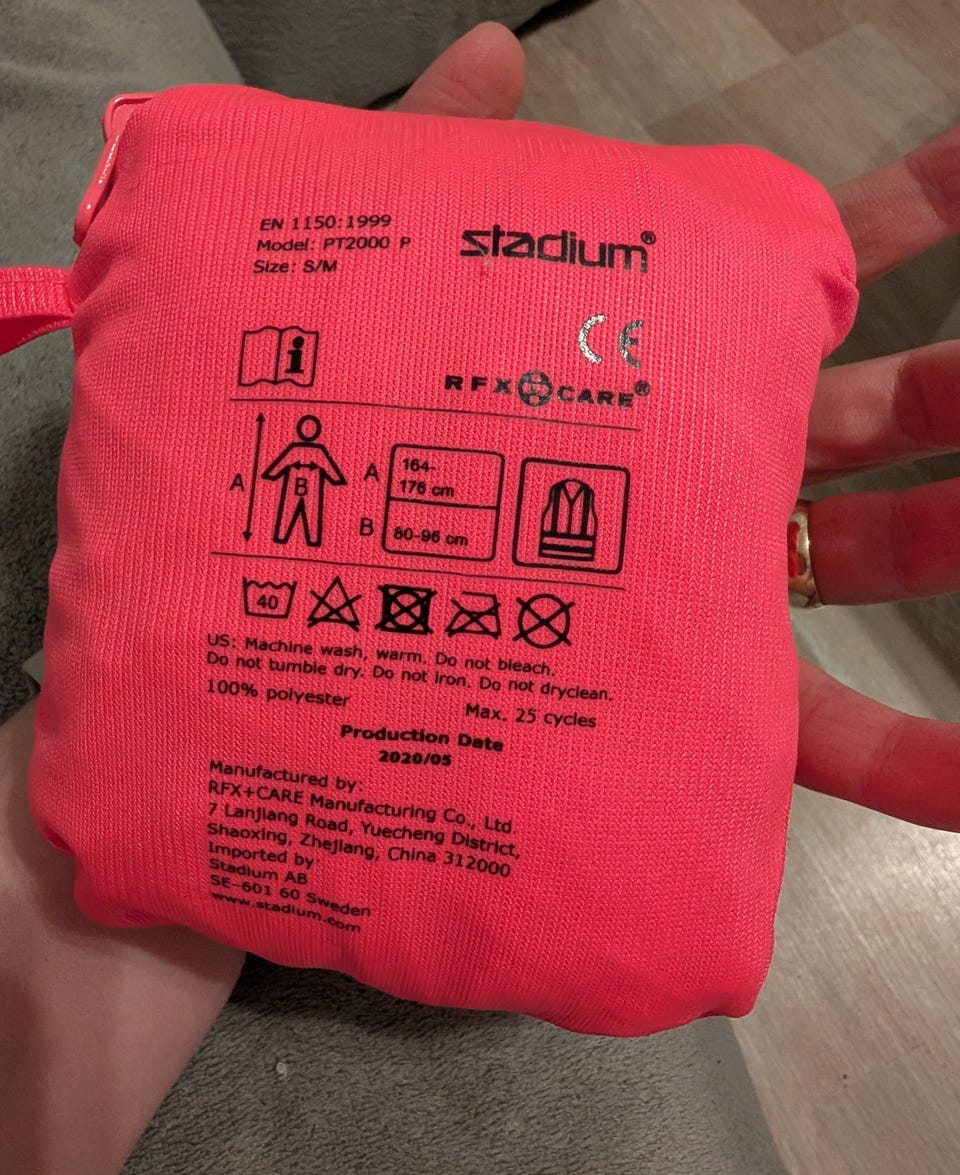 EN 1150:1999
Model: PT2000 P
Size: S/M
stadium®
i
CE
RFX CARE®
A
B
A 164-
176 cm
B 80-96 cm
40
US: Machine wash, warm. Do not bleach.
Do not tumble dry. Do not iron. Do not dryclean.
100% polyester
Max. 25 cycles
Production Date
2020/05
Manufactured by:
RFX+CARE Manufacturing Co., Ltd.
7 Lanjiang Road, Yuecheng District,
Shaoxing, Zhejiang, China 312000
Imported by
Stadium AB
SE-601 60 Sweden
www.stadium.com